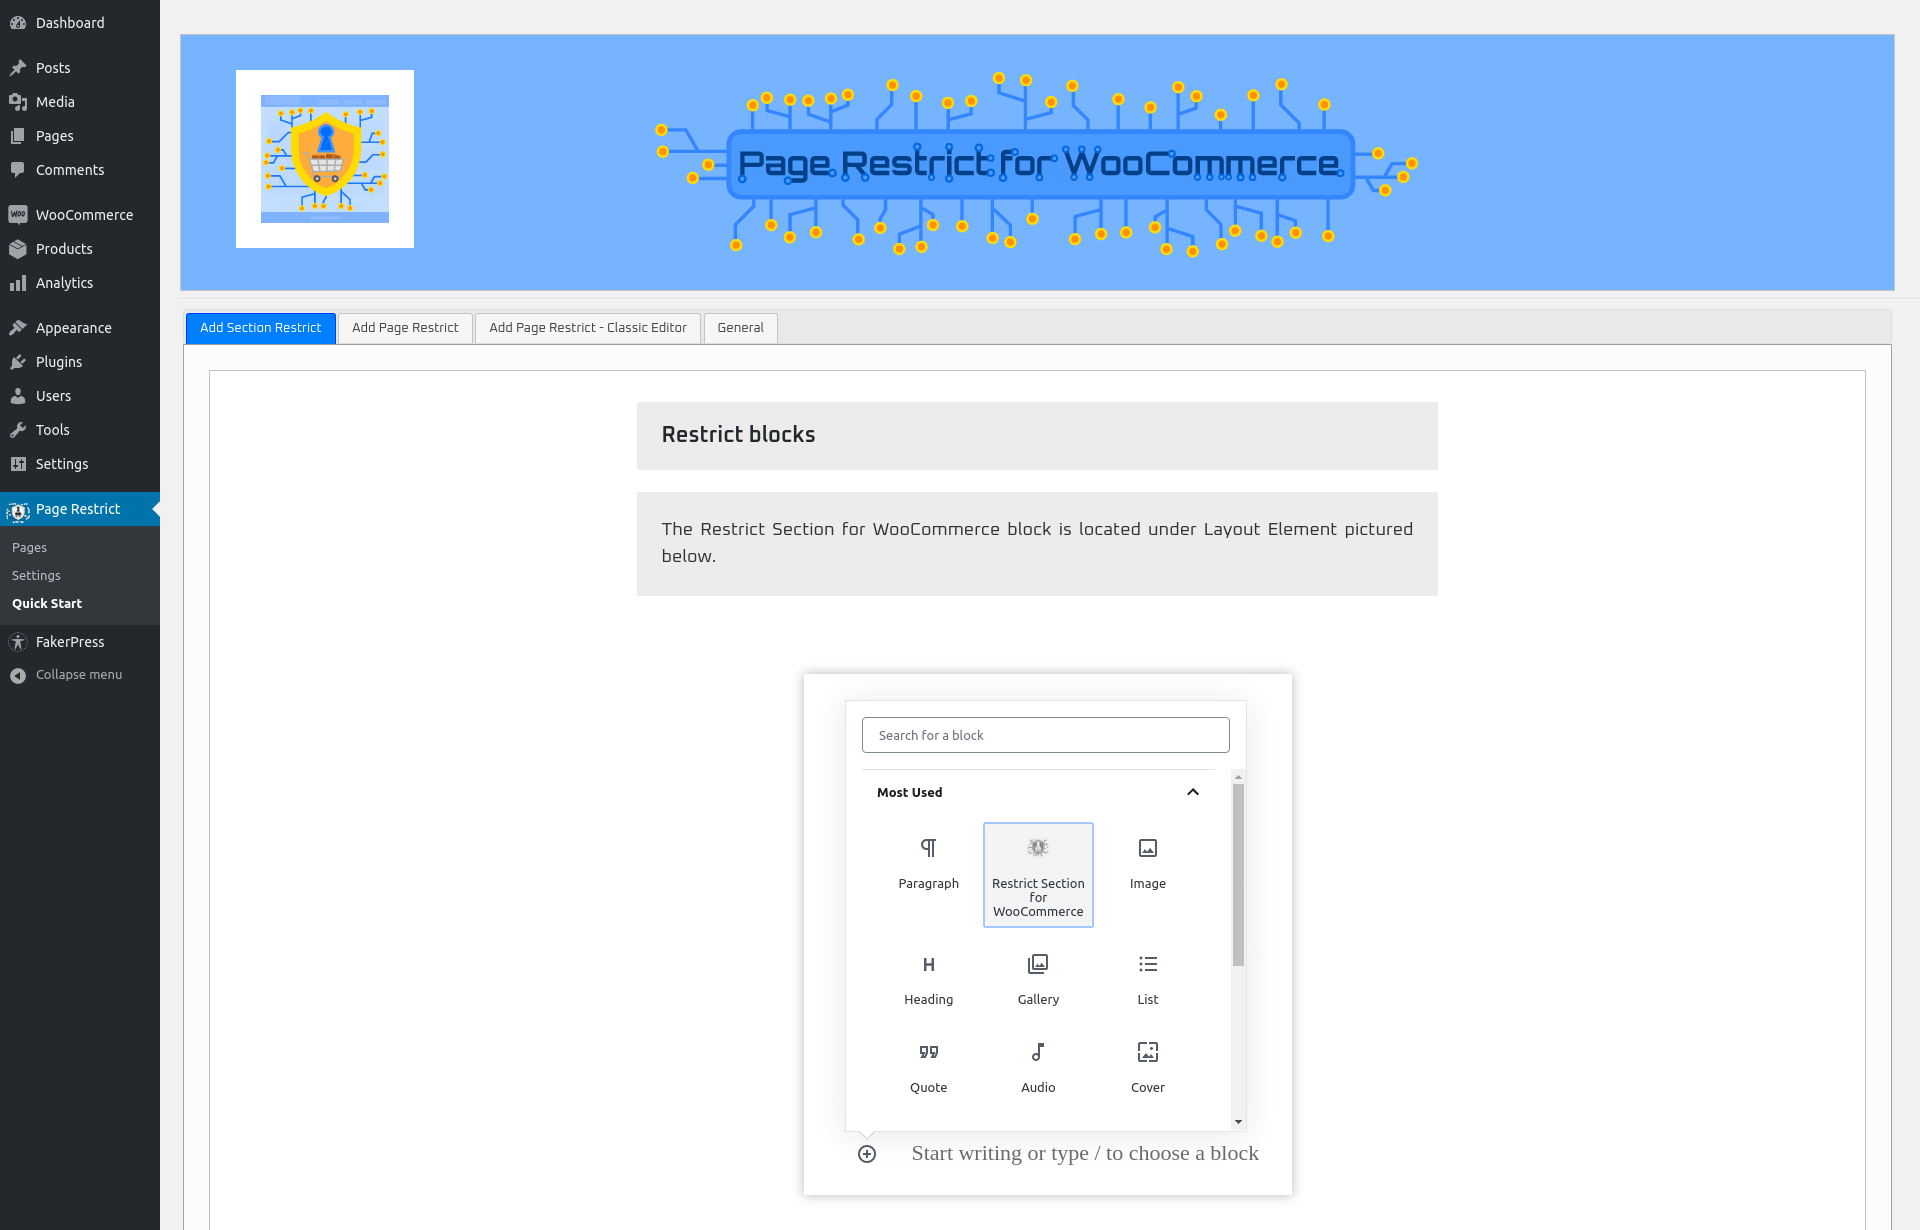 Dashboard
Posts
Media
Pages
Comments
WooCommerce
Products
Analytics
Appearance
Plugins
Users
Tools
Settings
Page Restrict
Pages
Settings
Quick Start
FakerPress
Collapse menu
Page Restrict for WooCommerce
Add Section Restrict
Add Page Restrict
Add Page Restrict - Classic Editor
General
Restrict blocks
The Restrict Section for WooCommerce block is located under Layout Element pictured
below.
Search for a block
Most Used
Paragraph
Restrict Section
for
WooCommerce
Image
Heading
Gallery
List
Quote
Audio
Cover
Start writing or type / to choose a block